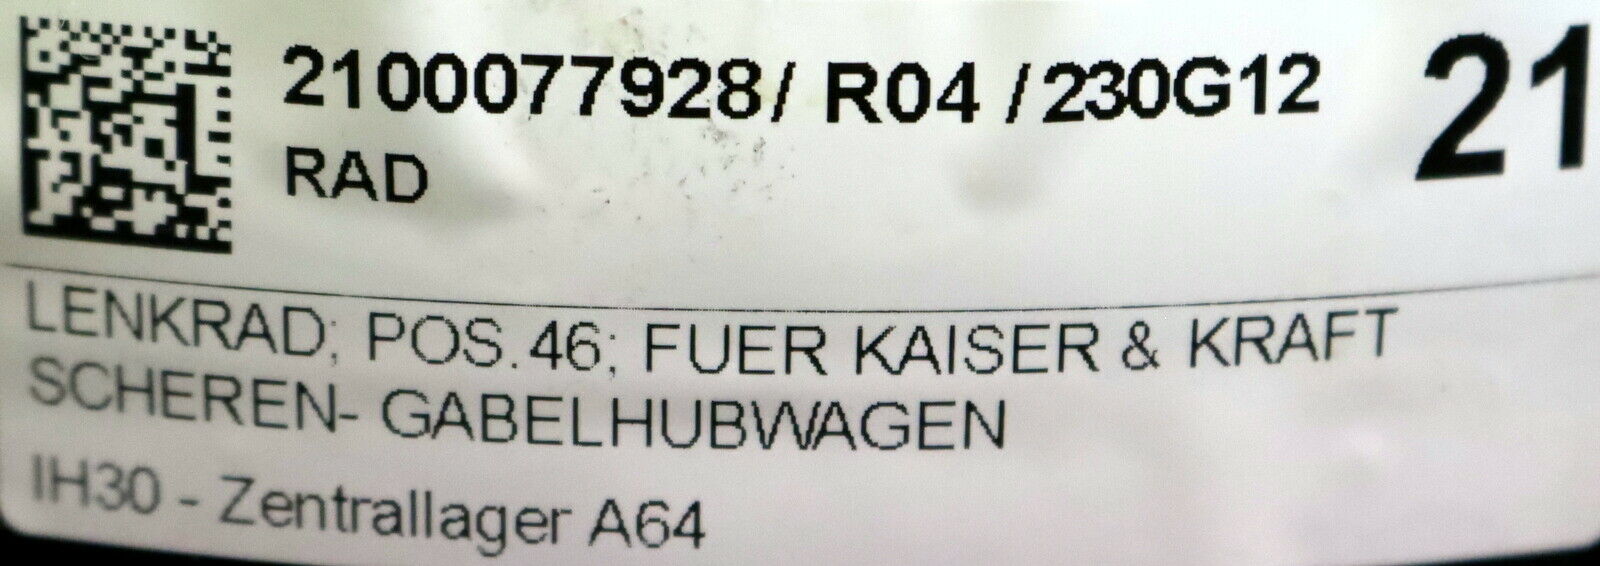 2100077928/ R04 /230G12 21
RAD
LENKRAD; POS.46; FUER KAISER & KRAFT
SCHEREN- GABELHUBWAGEN
IH30 - Zentrallager A64